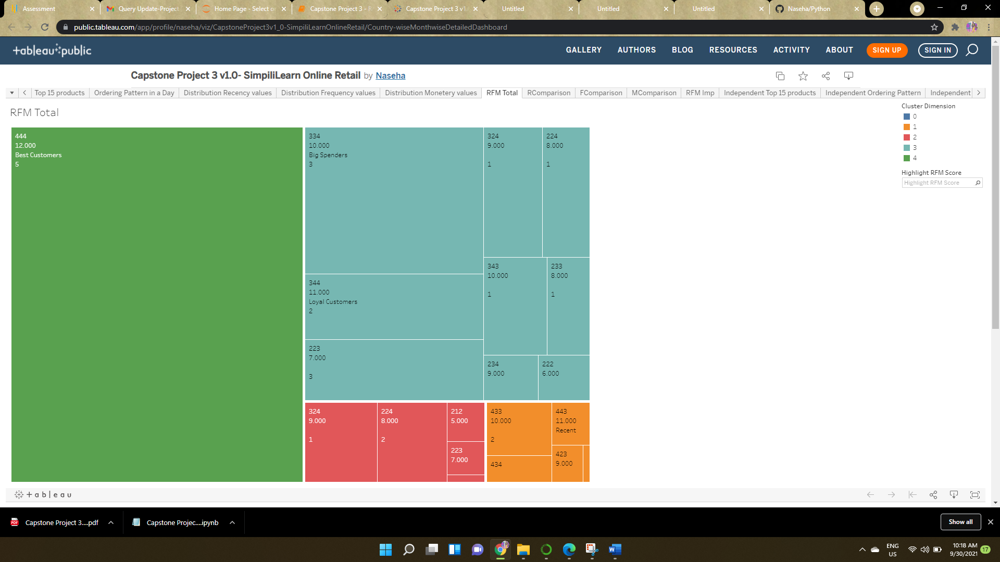 Assessment
Query Update-Project
Home Page - Select or
Capstone Project 3 - R
Capstone Project 3 v1.
Untitled
Untitled
Untitled
Naseha/Python
public.tableau.com/app/profile/naseha/viz/CapstoneProject3v1_0-SimpiliLearnOnlineRetail/Country-wiseMonthwiseDetailedDashboard
+ableau public
GALLERY
AUTHORS
BLOG
RESOURCES
ACTIVITY
ABOUT
SIGN UP
SIGN IN
Capstone Project 3 v1.0- SimpiliLearn Online Retail by Naseha
Top 15 products
Ordering Pattern in a Day
Distribution Recency values
Distribution Frequency values
Distribution Monetery values
RFM Total
RComparison
FComparison
MComparison
RFM Imp
Independent Top 15 products
Independent Ordering Pattern
Independent
RFM Total
444
12.000
Best Customers
5
334
10.000
Big Spenders
3
324
9.000
1
224
8.000
1
344
11.000
Loyal Customers
2
343
10.000
1
233
8.000
1
223
7.000
3
234
9.000
222
6.000
324
9.000
1
224
8.000
2
212
5.000
223
7.000
433
10.000
2
434
443
11.000
Recent
423
9.000
Cluster Dimension
0
1
2
3
4
Highlight RFM Score
Highlight RFM Score
+ a b | e a u
Capstone Project 3....pdf
Capstone Projec....ipynb
Show all
ENG
US
10:18 AM
9/30/2021
17